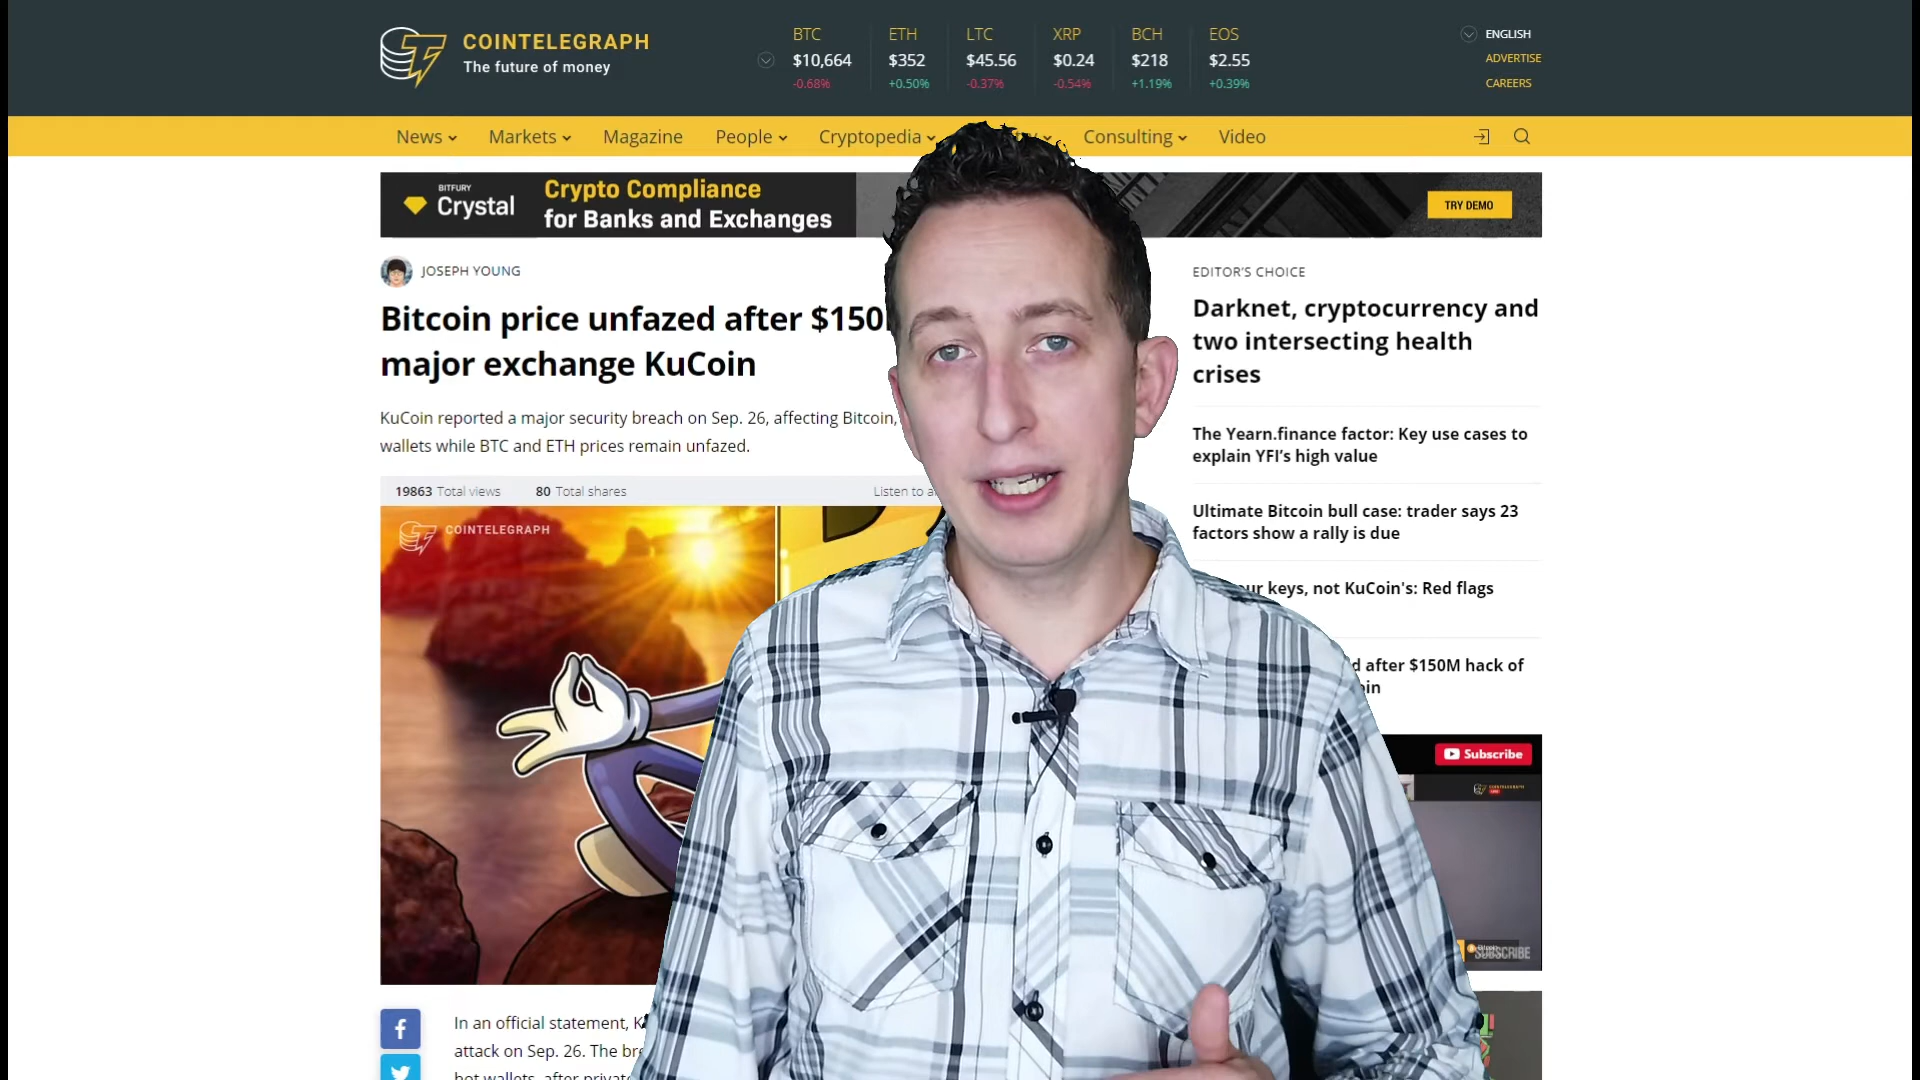 COINTELEGRAPH
The future of money
BTC ETH LTC XRP BCH EOS
$10,664 $352 $45.56 $0.24 $218 $2.55
-0.68% +0.50% -0.37% -0.54% +1.19% +0.39%
ENGLISH
ADVERTISE
CAREERS
News Markets Magazine People Cryptopedia Consulting Video
BITFURY
Crystal
Crypto Compliance
for Banks and Exchanges
TRY DEMO
JOSEPH YOUNG
Bitcoin price unfazed after $150
major exchange KuCoin
KuCoin reported a major security breach on Sep. 26, affecting Bitcoin,
wallets while BTC and ETH prices remain unfazed.
19863 Total views 80 Total shares Listen to
COINTELEGRAPH
In an official statement,
attack on Sep. 26. The
hot wallets, after
EDITOR'S CHOICE
Darknet, cryptocurrency and
two intersecting health
crises
The Yearn.finance factor: Key use cases to
explain YFI's high value
Ultimate Bitcoin bull case: trader says 23
factors show a rally is due
keys, not KuCoin's: Red flags
after $150M hack of
Subscribe
SUBSCRIBE